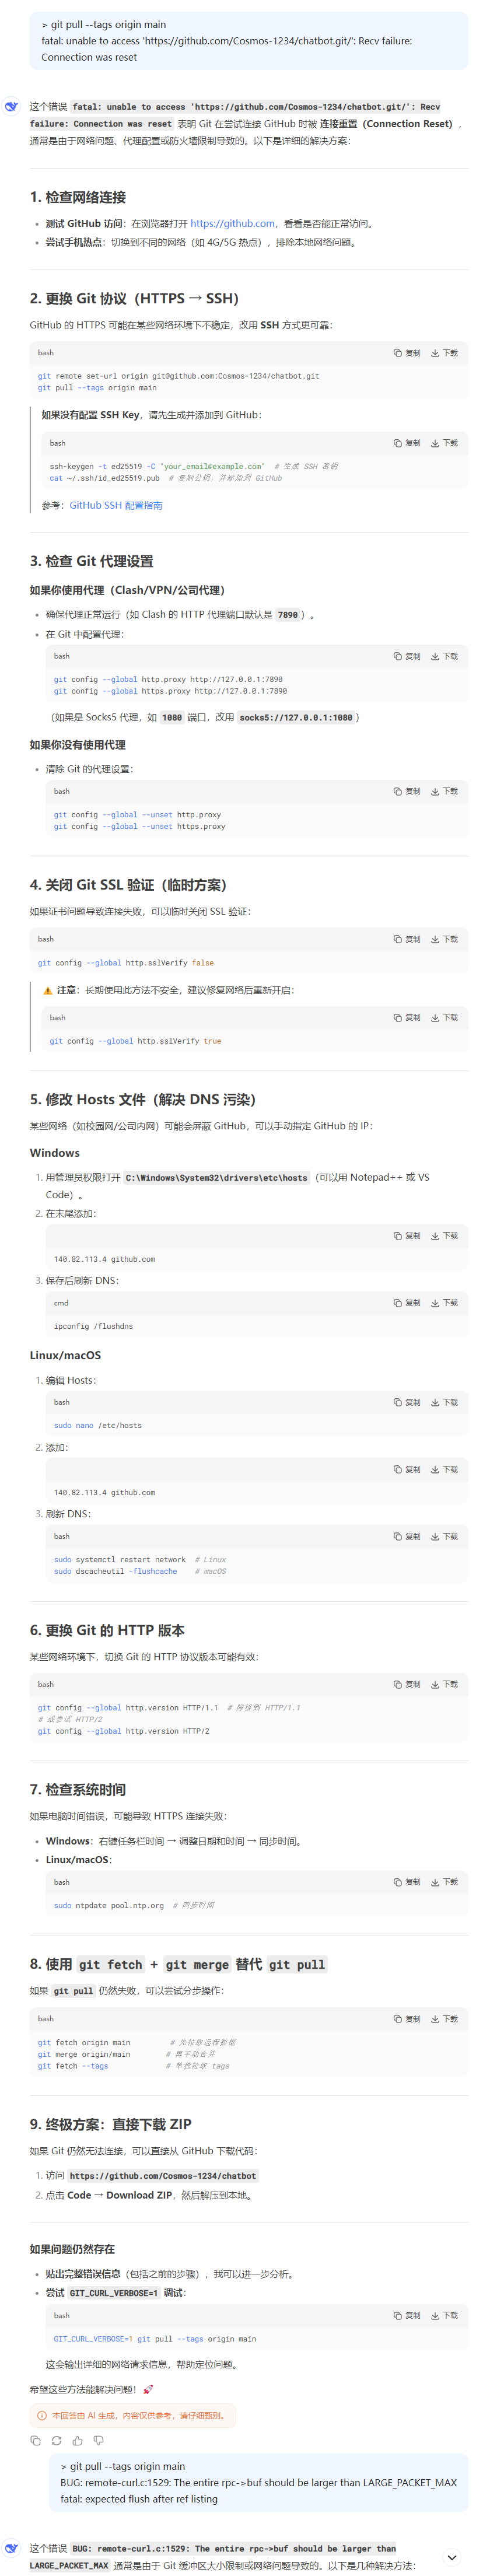 > git pull --tags origin main
fatal: unable to access 'https://github.com/Cosmos-1234/chatbot.git/': Recv failure:
Connection was reset
这个错误 fatal: unable to access 'https://github.com/Cosmos-1234/chatbot.git/': Recv
failure: Connection was reset 表明 Git 在尝试连接 GitHub 时被 连接重置（Connection Reset），
通常是由于网络问题、代理配置或防火墙限制导致的。以下是详细的解决方案：
1. 检查网络连接
• 测试 GitHub 访问：在浏览器打开 https://github.com，看看是否能正常访问。
• 尝试手机热点：切换到不同的网络（如 4G/5G 热点），排除本地网络问题。
2. 更换 Git 协议（HTTPS → SSH）
GitHub 的 HTTPS 可能在某些网络环境下不稳定，改用 SSH 方式更可靠：
bash 复制 下载
git remote set-url origin git@github.com:Cosmos-1234/chatbot.git
git pull --tags origin main
如果没有配置 SSH Key，请先生成并添加到 GitHub：
bash 复制 下载
ssh-keygen -t ed25519 -C "your_email@example.com" # 生成 SSH 密钥
cat ~/.ssh/id_ed25519.pub # 复制公钥，并添加到 GitHub
参考：GitHub SSH 配置指南
3. 检查 Git 代理设置
如果你使用代理（Clash/VPN/公司代理）
• 确保代理正常运行（如 Clash 的 HTTP 代理端口默认是 7890）。
• 在 Git 中配置代理：
bash 复制 下载
git config --global http.proxy http://127.0.0.1:7890
git config --global https.proxy http://127.0.0.1:7890
（如果是 Socks5 代理，如 1080 端口，改用 socks5://127.0.0.1:1080）
如果你没有使用代理
• 清除 Git 的代理设置：
bash 复制 下载
git config --global --unset http.proxy
git config --global --unset https.proxy
4. 关闭 Git SSL 验证（临时方案）
如果证书问题导致连接失败，可以临时关闭 SSL 验证：
bash 复制 下载
git config --global http.sslVerify false
⚠️ 注意：长期使用此方法不安全，建议修复网络后重新开启：
bash 复制 下载
git config --global http.sslVerify true
5. 修改 Hosts 文件（解决 DNS 污染）
某些网络（如校园网/公司内网）可能会屏蔽 GitHub，可以手动指定 GitHub 的 IP：
Windows
1. 用管理员权限打开 C:\Windows\System32\drivers\etc\hosts（可以用 Notepad++ 或 VS
Code）。
2. 在末尾添加：
复制 下载
140.82.113.4 github.com
3. 保存后刷新 DNS：
cmd 复制 下载
ipconfig /flushdns
Linux/macOS
1. 编辑 Hosts：
bash 复制 下载
sudo nano /etc/hosts
2. 添加：
复制 下载
140.82.113.4 github.com
3. 刷新 DNS：
bash 复制 下载
sudo systemctl restart network # Linux
sudo dscacheutil -flushcache # macOS
6. 更换 Git 的 HTTP 版本
某些网络环境下，切换 Git 的 HTTP 协议版本可能有效：
bash 复制 下载
git config --global http.version HTTP/1.1 # 降级到 HTTP/1.1
# 或尝试 HTTP/2
git config --global http.version HTTP/2
7. 检查系统时间
如果电脑时间错误，可能导致 HTTPS 连接失败：
• Windows：右键任务栏时间 → 调整日期和时间 → 同步时间。
• Linux/macOS：
bash 复制 下载
sudo ntpdate pool.ntp.org # 同步时间
8. 使用 git fetch + git merge 替代 git pull
如果 git pull 仍然失败，可以尝试分步操作：
bash 复制 下载
git fetch origin main # 先拉取远程数据
git merge origin/main # 再手动合并
git fetch --tags # 单独拉取 tags
9. 终极方案：直接下载 ZIP
如果 Git 仍然无法连接，可以直接从 GitHub 下载代码：
1. 访问 https://github.com/Cosmos-1234/chatbot
2. 点击 Code → Download ZIP，然后解压到本地。
如果问题仍然存在
• 贴出完整错误信息（包括之前的步骤），我可以进一步分析。
• 尝试 GIT_CURL_VERBOSE=1 调试：
bash 复制 下载
GIT_CURL_VERBOSE=1 git pull --tags origin main
这会输出详细的网络请求信息，帮助定位问题。
希望这些方法能解决问题！🚀
本回答由 AI 生成，内容仅供参考，请仔细甄别。
> git pull --tags origin main
BUG: remote-curl.c:1529: The entire rpc->buf should be larger than LARGE_PACKET_MAX
fatal: expected flush after ref listing
这个错误 BUG: remote-curl.c:1529: The entire rpc->buf should be larger than
LARGE_PACKET_MAX 通常是由于 Git 缓冲区大小限制或网络问题导致的。以下是几种解决方法：